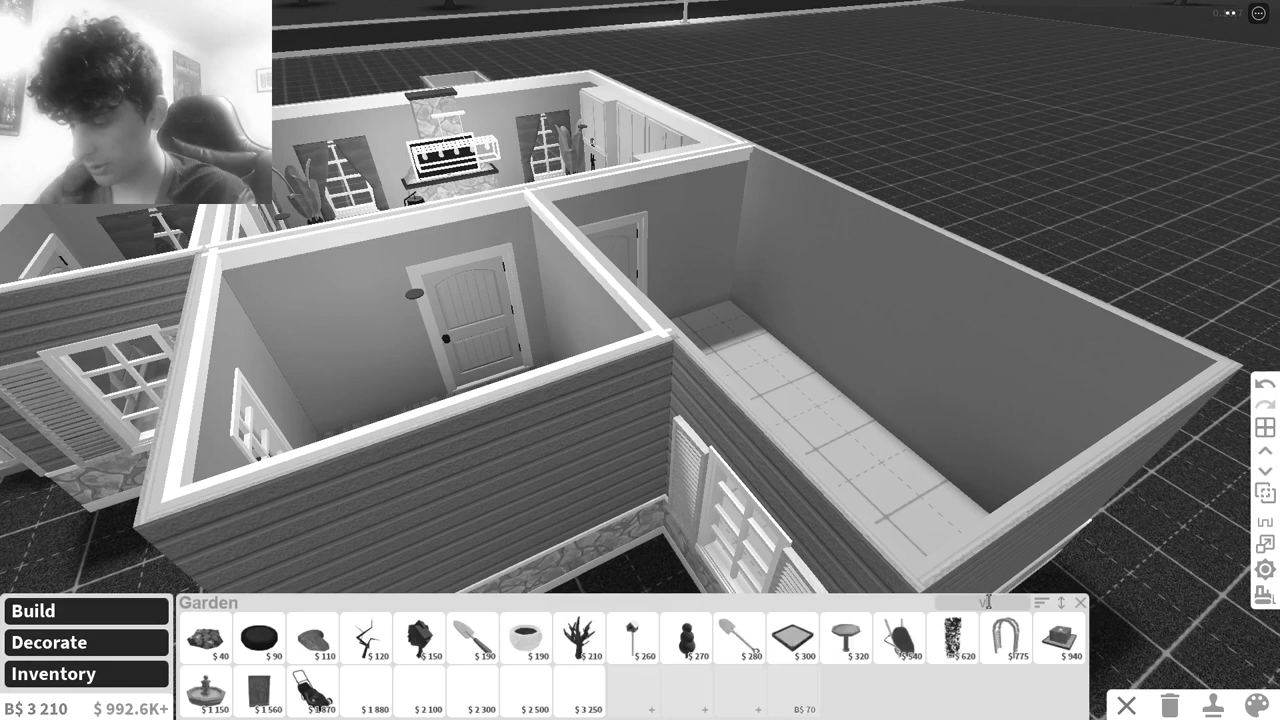 Garden
v
$ 40
$ 90
$ 110
$ 120
$ 150
$ 190
$ 190
$ 210
$ 260
$ 270
$ 280
$ 300
$ 320
$ 540
$ 620
$ 775
$ 940
$ 1 150
$ 1 560
$ 1 870
$ 1 880
$ 2 100
$ 2 300
$ 2 500
$ 3 250
B$ 70
Build
Decorate
Inventory
B$ 3 210 $ 992.6K+